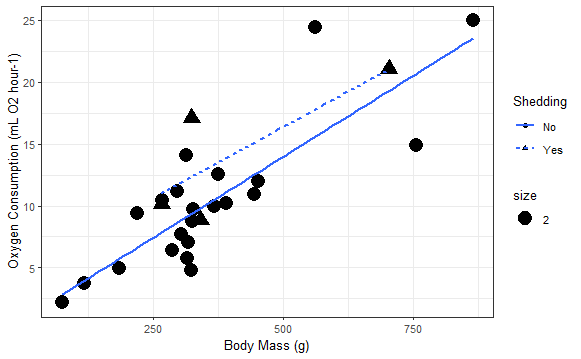 25
20
15
10
5
Oxygen Consumption (mL O2 hour-1)
250
500
750
Body Mass (g)
Shedding
No
Yes
size
2